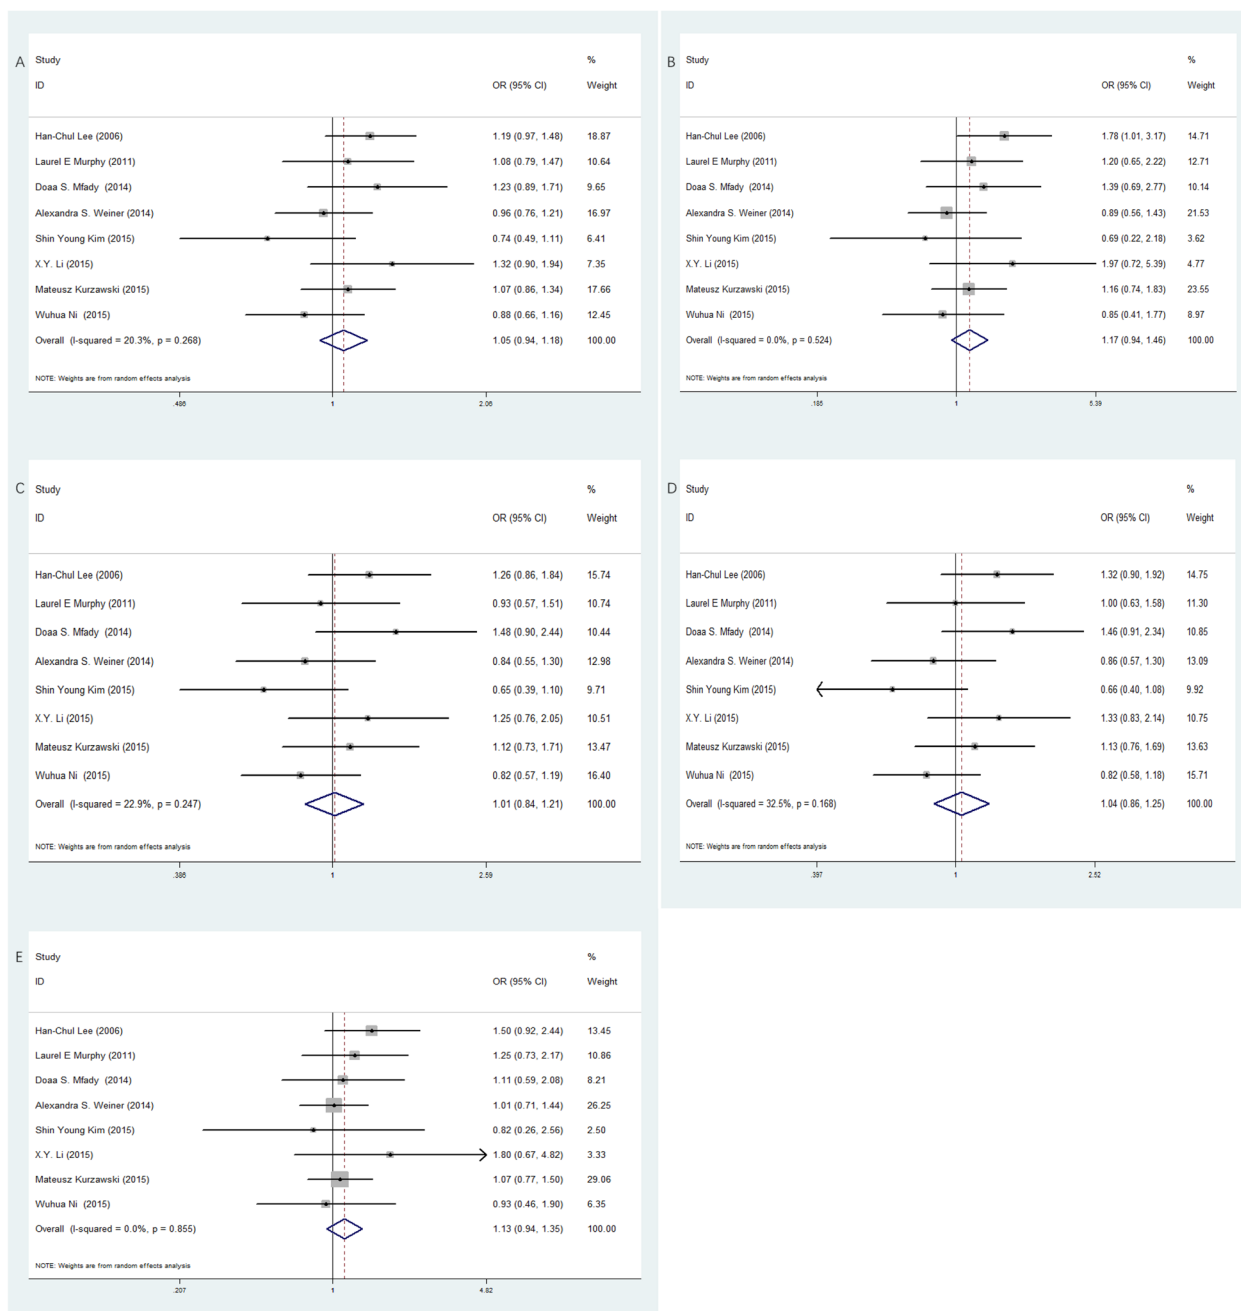 A
Study %
ID OR (95% CI) Weight
Han-Chul Lee (2006) 1.19 (0.97, 1.48) 18.87
Laurel E Murphy (2011) 1.08 (0.79, 1.47) 10.64
Doaa S. Mfady (2014) 1.23 (0.89, 1.71) 9.65
Alexandra S. Weiner (2014) 0.96 (0.76, 1.21) 16.97
Shin Young Kim (2015) 0.74 (0.49, 1.11) 6.41
X.Y. Li (2015) 1.32 (0.90, 1.94) 7.35
Mateusz Kurzawski (2015) 1.07 (0.86, 1.34) 17.66
Wuhua Ni (2015) 0.88 (0.66, 1.16) 12.45
Overall (I-squared = 20.3%, p = 0.268) 1.05 (0.94, 1.18) 100.00
NOTE: Weights are from random effects analysis
.486 1 2.06
B
Study %
ID OR (95% CI) Weight
Han-Chul Lee (2006) 1.78 (1.01, 3.17) 14.71
Laurel E Murphy (2011) 1.20 (0.65, 2.22) 12.71
Doaa S. Mfady (2014) 1.39 (0.69, 2.77) 10.14
Alexandra S. Weiner (2014) 0.89 (0.56, 1.43) 21.53
Shin Young Kim (2015) 0.69 (0.22, 2.18) 3.62
X.Y. Li (2015) 1.97 (0.72, 5.39) 4.77
Mateusz Kurzawski (2015) 1.16 (0.74, 1.83) 23.55
Wuhua Ni (2015) 0.85 (0.41, 1.77) 8.97
Overall (I-squared = 0.0%, p = 0.524) 1.17 (0.94, 1.46) 100.00
NOTE: Weights are from random effects analysis
.185 1 5.39
C
Study %
ID OR (95% CI) Weight
Han-Chul Lee (2006) 1.26 (0.86, 1.84) 15.74
Laurel E Murphy (2011) 0.93 (0.57, 1.51) 10.74
Doaa S. Mfady (2014) 1.48 (0.90, 2.44) 10.44
Alexandra S. Weiner (2014) 0.84 (0.55, 1.30) 12.98
Shin Young Kim (2015) 0.65 (0.39, 1.10) 9.71
X.Y. Li (2015) 1.25 (0.76, 2.05) 10.51
Mateusz Kurzawski (2015) 1.12 (0.73, 1.71) 13.47
Wuhua Ni (2015) 0.82 (0.57, 1.19) 16.40
Overall (I-squared = 22.9%, p = 0.247) 1.01 (0.84, 1.21) 100.00
NOTE: Weights are from random effects analysis
.386 1 2.59
D
Study %
ID OR (95% CI) Weight
Han-Chul Lee (2006) 1.32 (0.90, 1.92) 14.75
Laurel E Murphy (2011) 1.00 (0.63, 1.58) 11.30
Doaa S. Mfady (2014) 1.46 (0.91, 2.34) 10.85
Alexandra S. Weiner (2014) 0.86 (0.57, 1.30) 13.09
Shin Young Kim (2015) 0.66 (0.40, 1.08) 9.92
X.Y. Li (2015) 1.33 (0.83, 2.14) 10.75
Mateusz Kurzawski (2015) 1.13 (0.76, 1.69) 13.63
Wuhua Ni (2015) 0.82 (0.58, 1.18) 15.71
Overall (I-squared = 32.5%, p = 0.168) 1.04 (0.86, 1.25) 100.00
NOTE: Weights are from random effects analysis
.397 1 2.52
E
Study %
ID OR (95% CI) Weight
Han-Chul Lee (2006) 1.50 (0.92, 2.44) 13.45
Laurel E Murphy (2011) 1.25 (0.73, 2.17) 10.86
Doaa S. Mfady (2014) 1.11 (0.59, 2.08) 8.21
Alexandra S. Weiner (2014) 1.01 (0.71, 1.44) 26.25
Shin Young Kim (2015) 0.82 (0.26, 2.56) 2.50
X.Y. Li (2015) 1.80 (0.67, 4.82) 3.33
Mateusz Kurzawski (2015) 1.07 (0.77, 1.50) 29.06
Wuhua Ni (2015) 0.93 (0.46, 1.90) 6.35
Overall (I-squared = 0.0%, p = 0.855) 1.13 (0.94, 1.35) 100.00
NOTE: Weights are from random effects analysis
.207 1 4.82